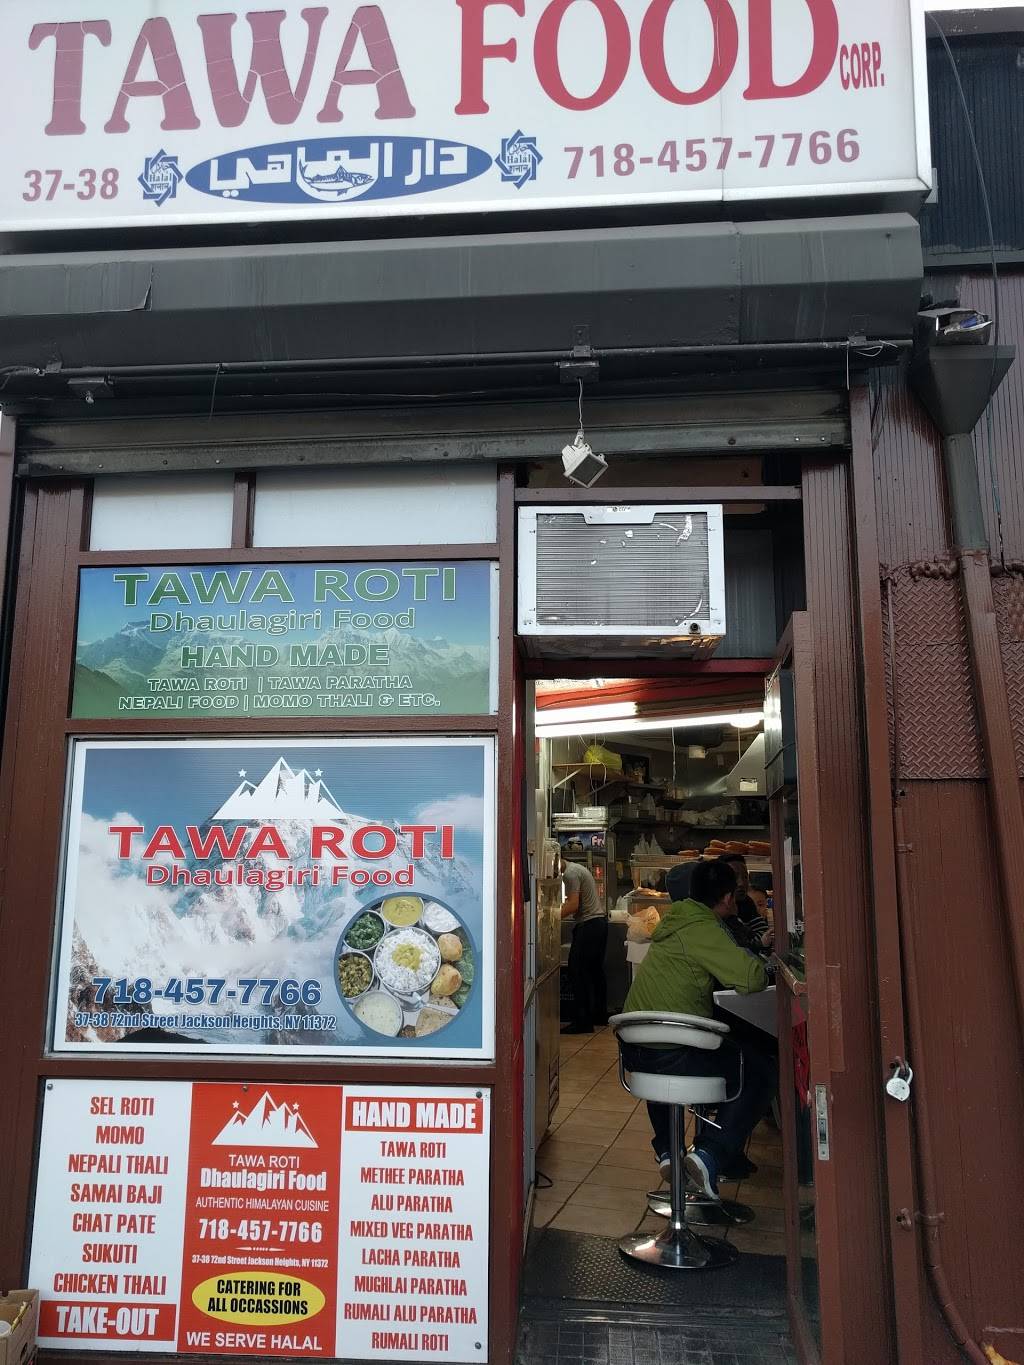 TAWA FOOD CORP.
37-38 Halal دار الماهي Halal 718-457-7766
TAWA ROTI
Dhaulagiri Food
HAND MADE
TAWA ROTI | TAWA PARATHA
NEPALI FOOD | MOMO THALI & ETC.
TAWA ROTI
Dhaulagiri Food
718-457-7766
37-38 72nd Street Jackson Heights, NY 11372
SEL ROTI
MOMO
NEPALI THALI
SAMAI BAJI
CHAT PATE
SUKUTI
CHICKEN THALI
TAKE-OUT
TAWA ROTI
Dhaulagiri Food
AUTHENTIC HIMALAYAN CUISINE
718-457-7766
37-38 72nd Street Jackson Heights, NY 11372
CATERING FOR
ALL OCCASSIONS
WE SERVE HALAL
HAND MADE
TAWA ROTI
METHEE PARATHA
ALU PARATHA
MIXED VEG PARATHA
LACHA PARATHA
MUGHLAI PARATHA
RUMALI ALU PARATHA
RUMALI ROTI